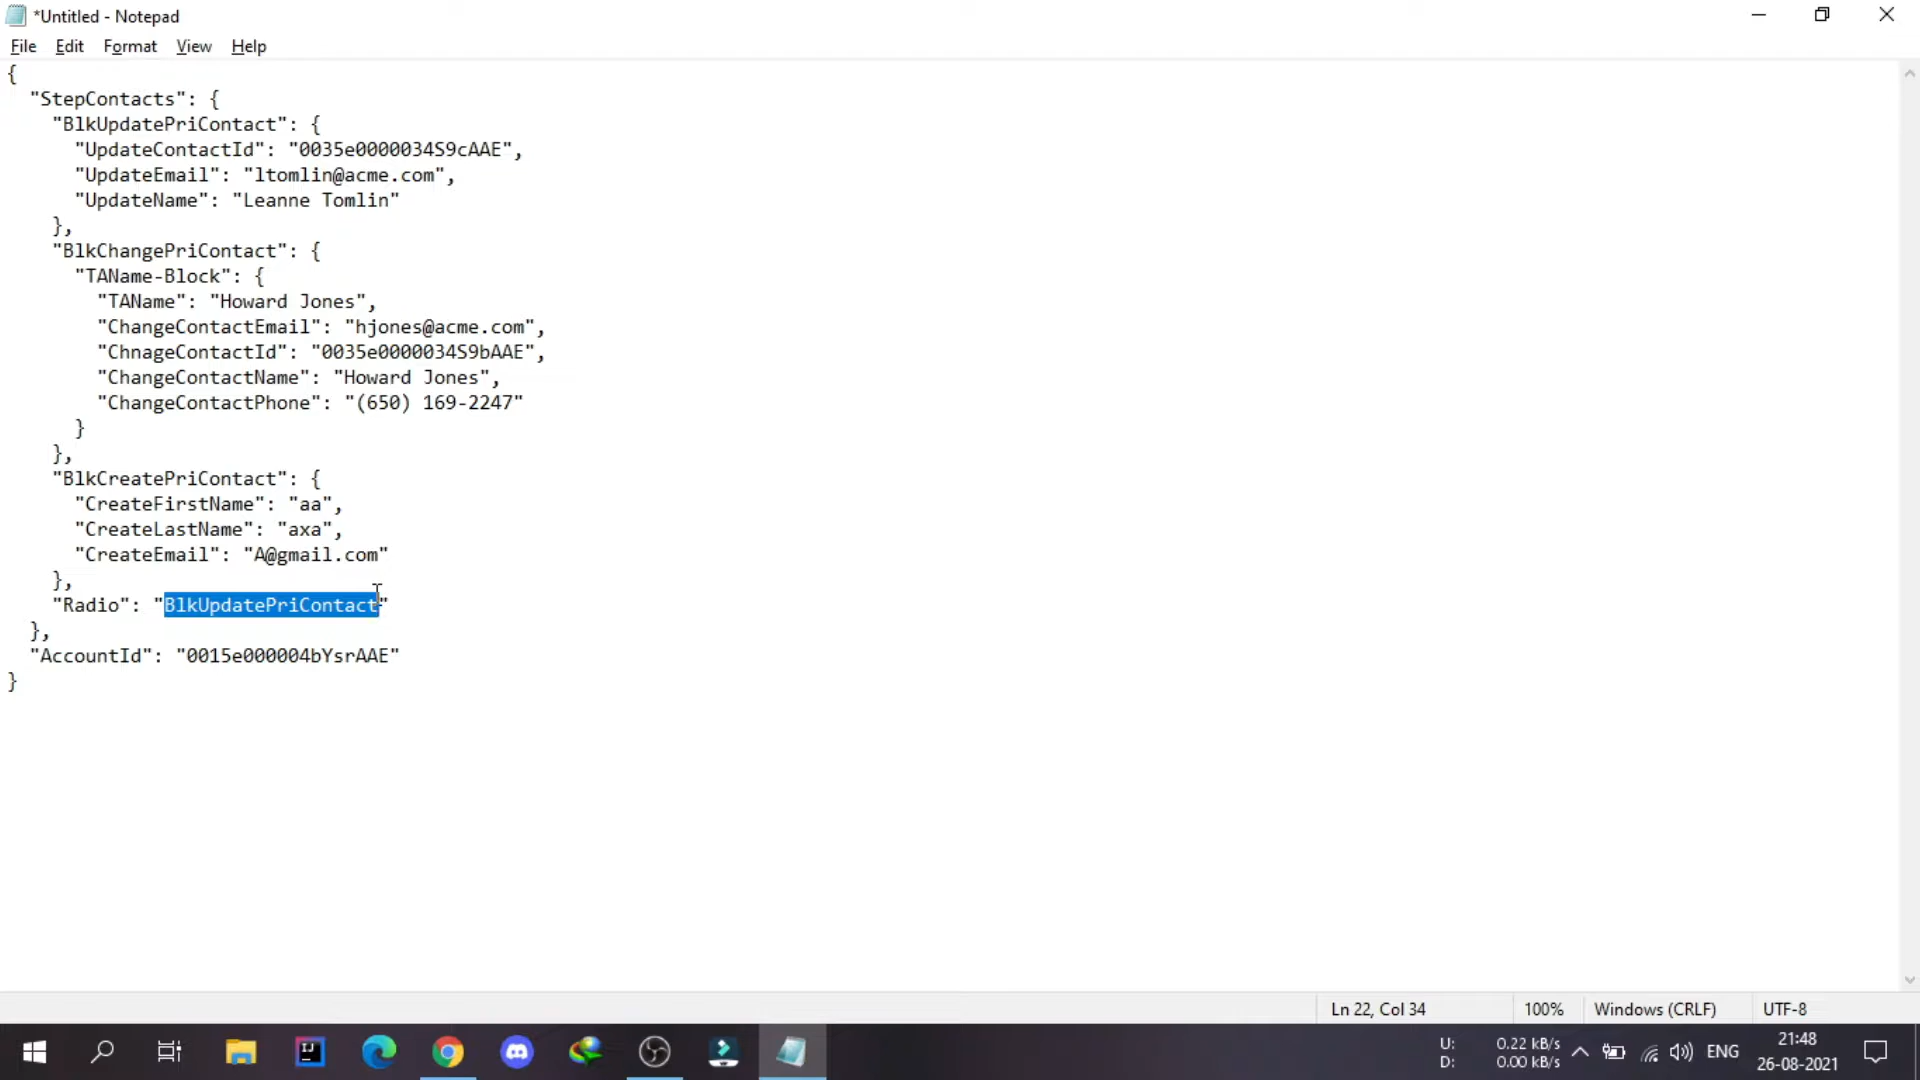 *Untitled - Notepad
File Edit Format View Help
{
"StepContacts": {
"BlkUpdatePriContact": {
"UpdateContactId": "0035e0000034S9cAAE",
"UpdateEmail": "ltomlin@acme.com",
"UpdateName": "Leanne Tomlin"
},
"BlkChangePriContact": {
"TAName-Block": {
"TAName": "Howard Jones",
"ChangeContactEmail": "hjones@acme.com",
"ChnageContactId": "0035e0000034S9bAAE",
"ChangeContactName": "Howard Jones",
"ChangeContactPhone": "(650) 169-2247"
}
},
"BlkCreatePriContact": {
"CreateFirstName": "aa",
"CreateLastName": "axa",
"CreateEmail": "A@gmail.com"
},
"Radio": "BlkUpdatePriContact"
},
"AccountId": "0015e000004bYsrAAE"
}
Ln 22, Col 34 100% Windows (CRLF) UTF-8
U: 0.22 kB/s
D: 0.00 kB/s
ENG
21:48
26-08-2021